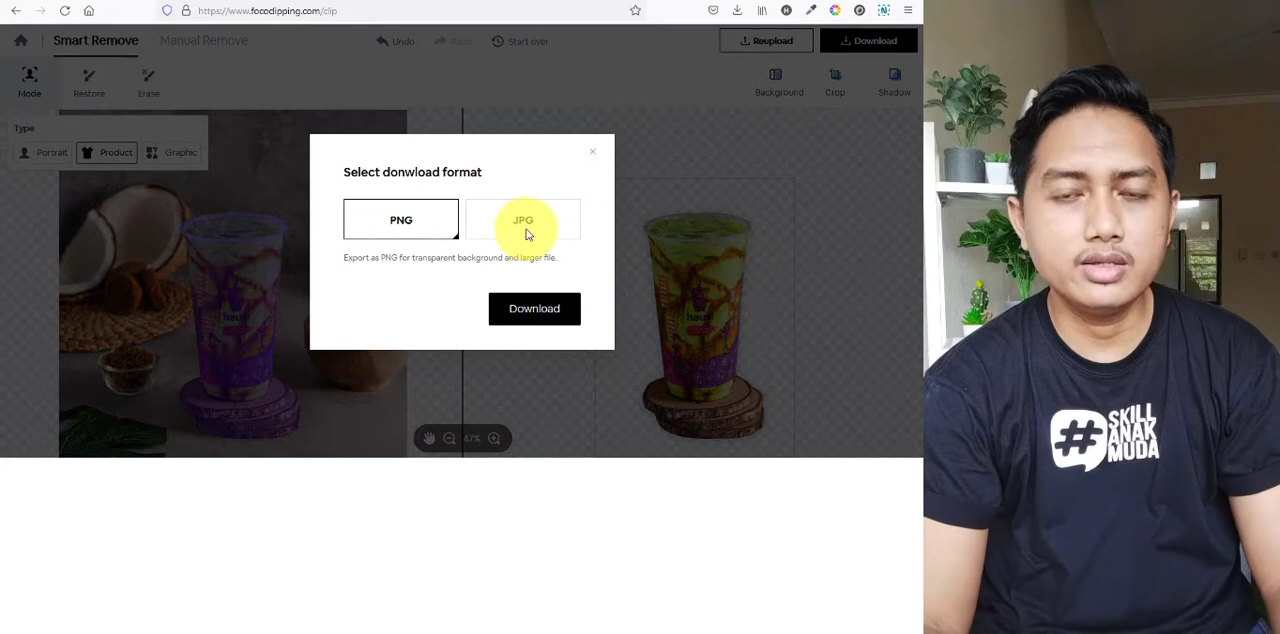 https://www.fococlipping.com/clip
Smart Remove
Manual Remove
Undo
Redo
Start over
Reupload
Download
Mode
Restore
Erase
Background
Crop
Shadow
Type
Portrait
Product
Graphic
Select donwload format
PNG
JPG
Export as PNG for transparent background and larger file.
Download
47%
#SKILL
ANAK
MUDA